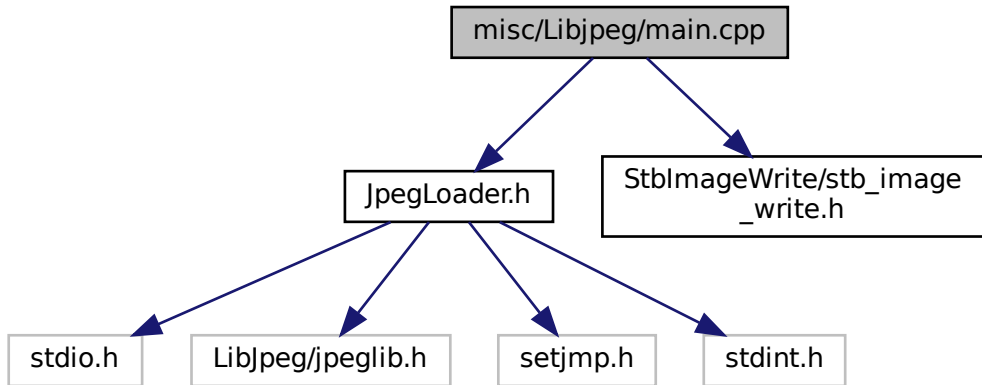 misc/Libjpeg/main.cpp
JpegLoader.h
StbImageWrite/stb_image
_write.h
stdio.h
LibJpeg/jpeglib.h
setjmp.h
stdint.h